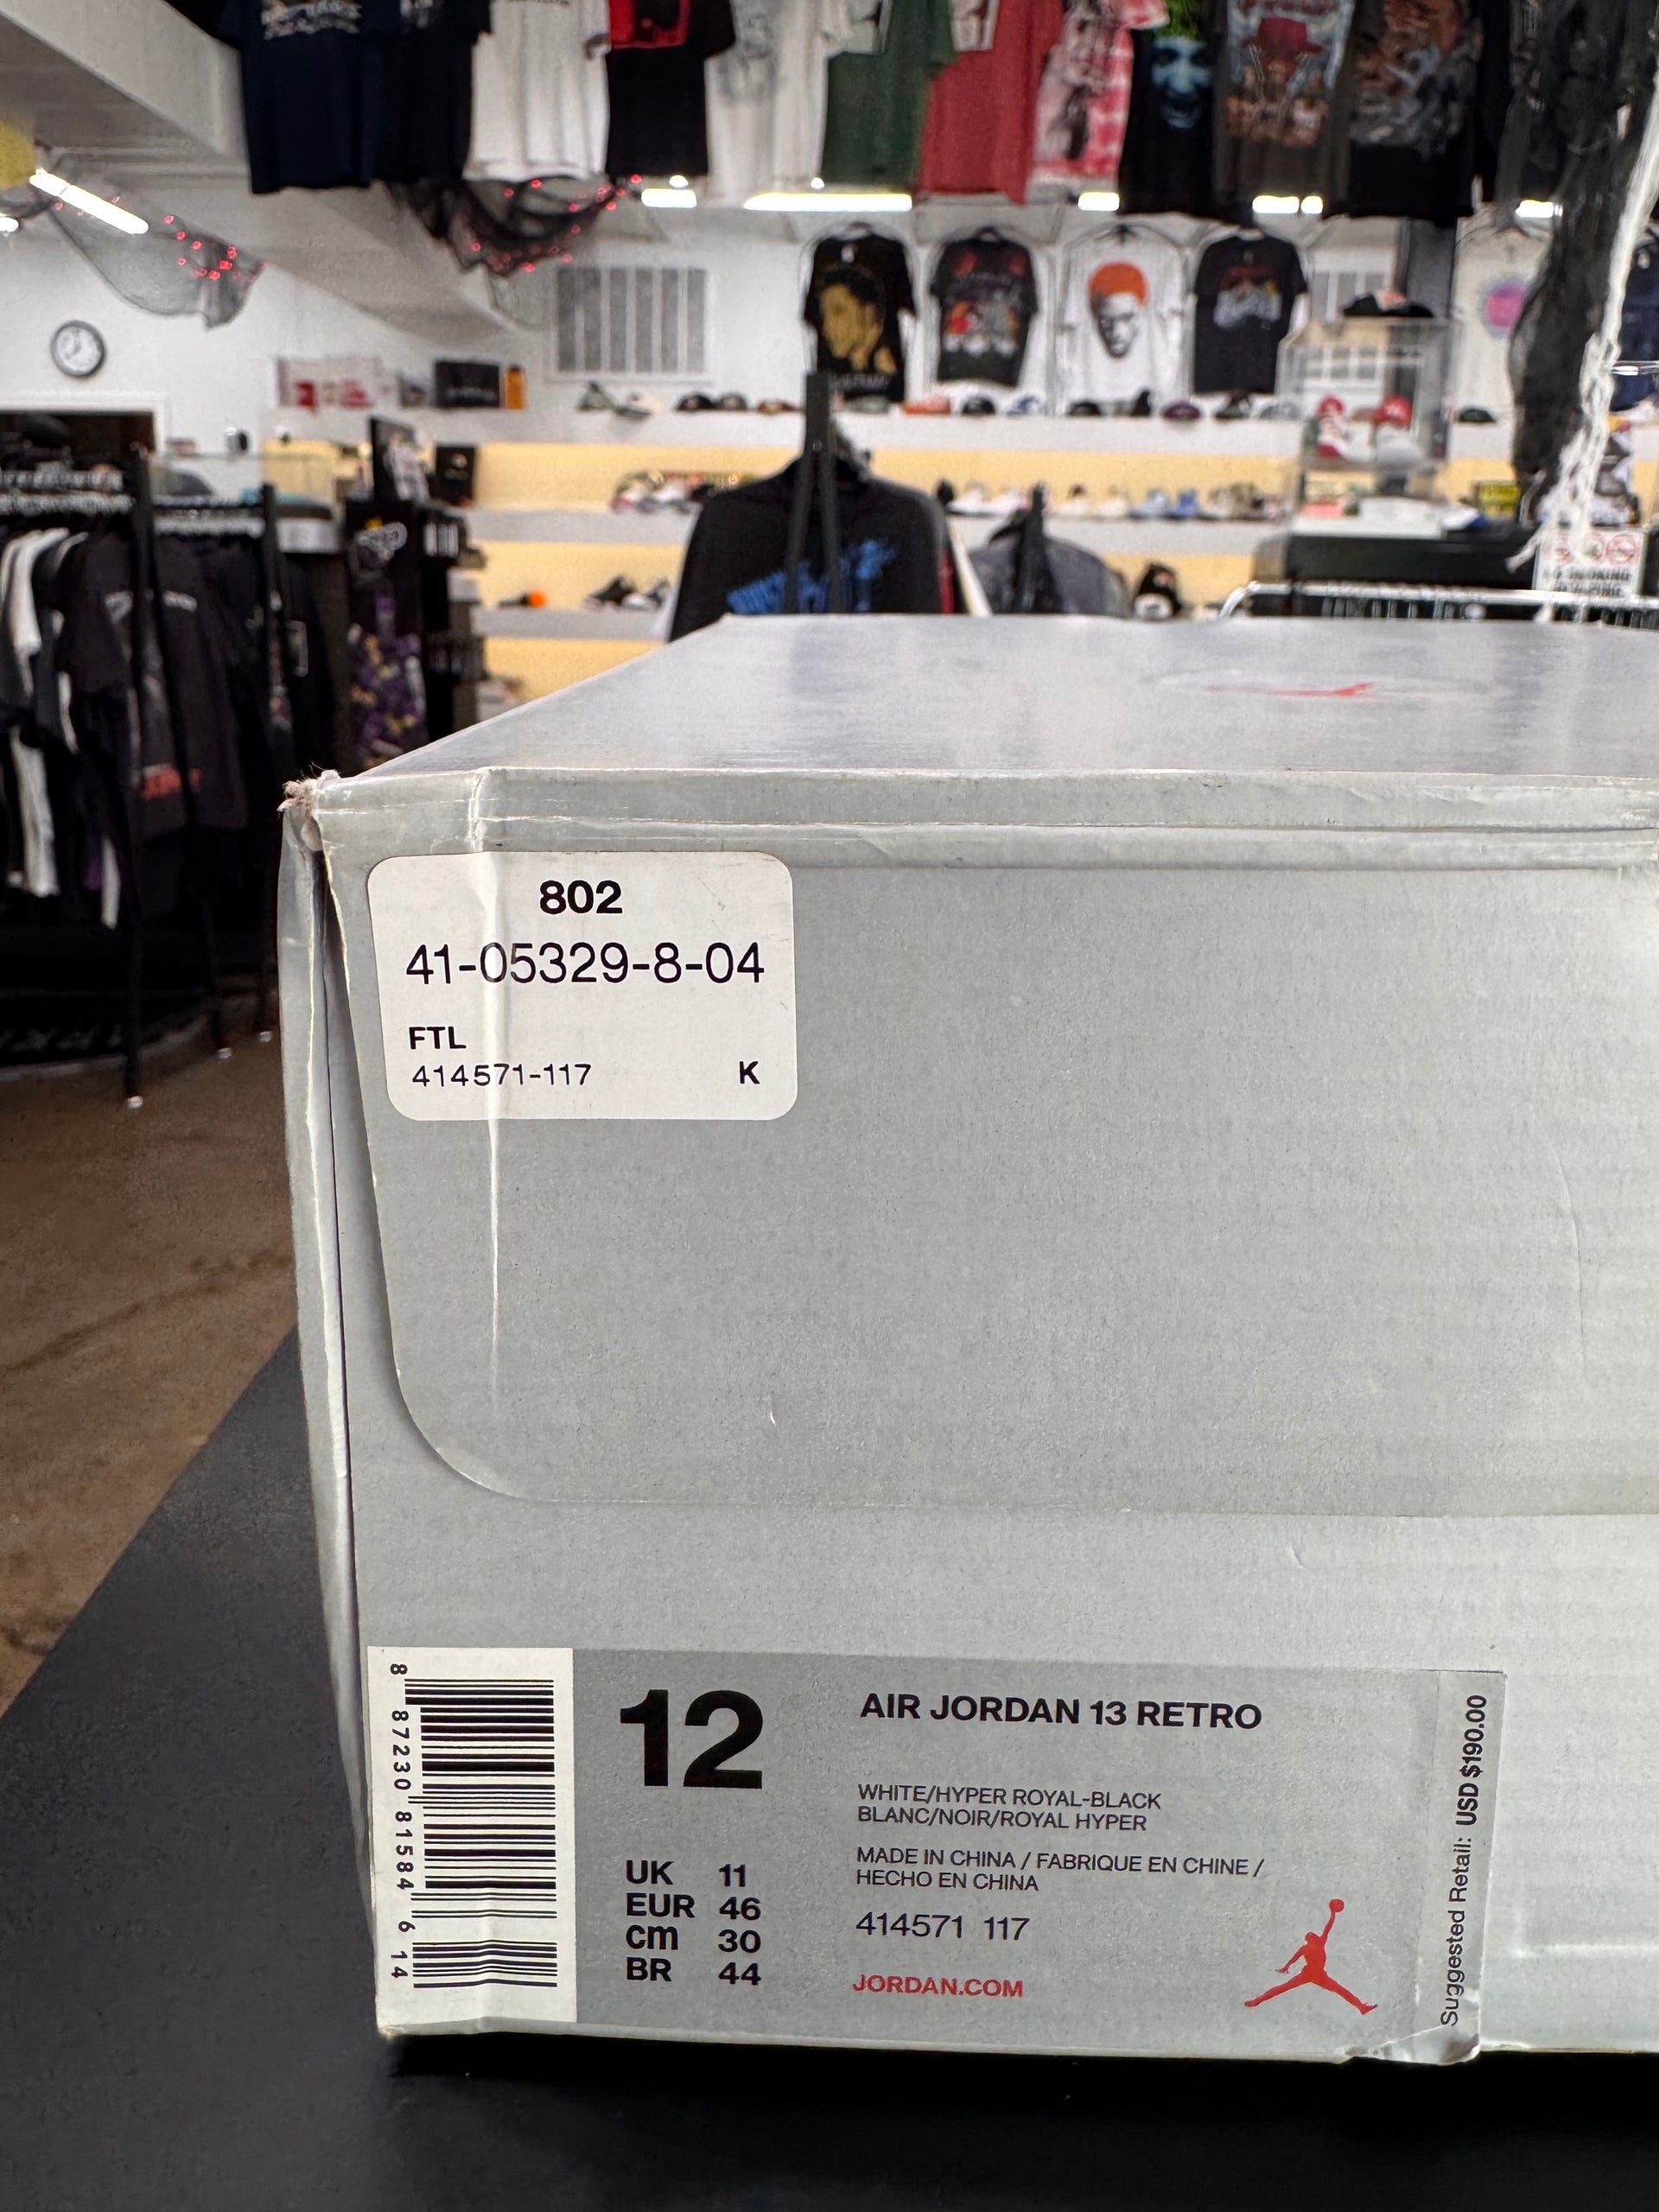 802
41-05329-8-04
FTL
414571-117 K
8 87230 81584 6 14
12
AIR JORDAN 13 RETRO
WHITE/HYPER ROYAL-BLACK
BLANC/NOIR/ROYAL HYPER
MADE IN CHINA / FABRIQUE EN CHINE /
HECHO EN CHINA
414571 117
JORDAN.COM
UK 11
EUR 46
cm 30
BR 44
Suggested Retail: USD $190.00